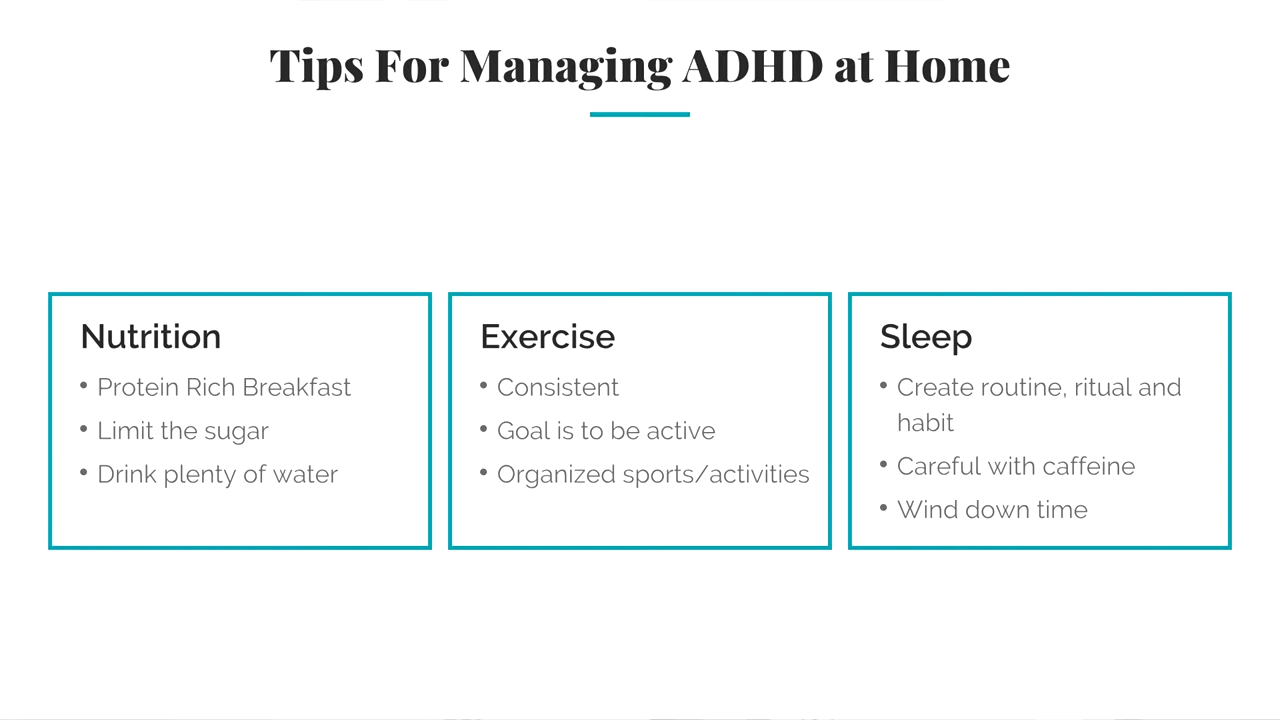 Tips For Managing ADHD at Home
Nutrition
• Protein Rich Breakfast
• Limit the sugar
• Drink plenty of water
Exercise
• Consistent
• Goal is to be active
• Organized sports/activities
Sleep
• Create routine, ritual and
habit
• Careful with caffeine
• Wind down time